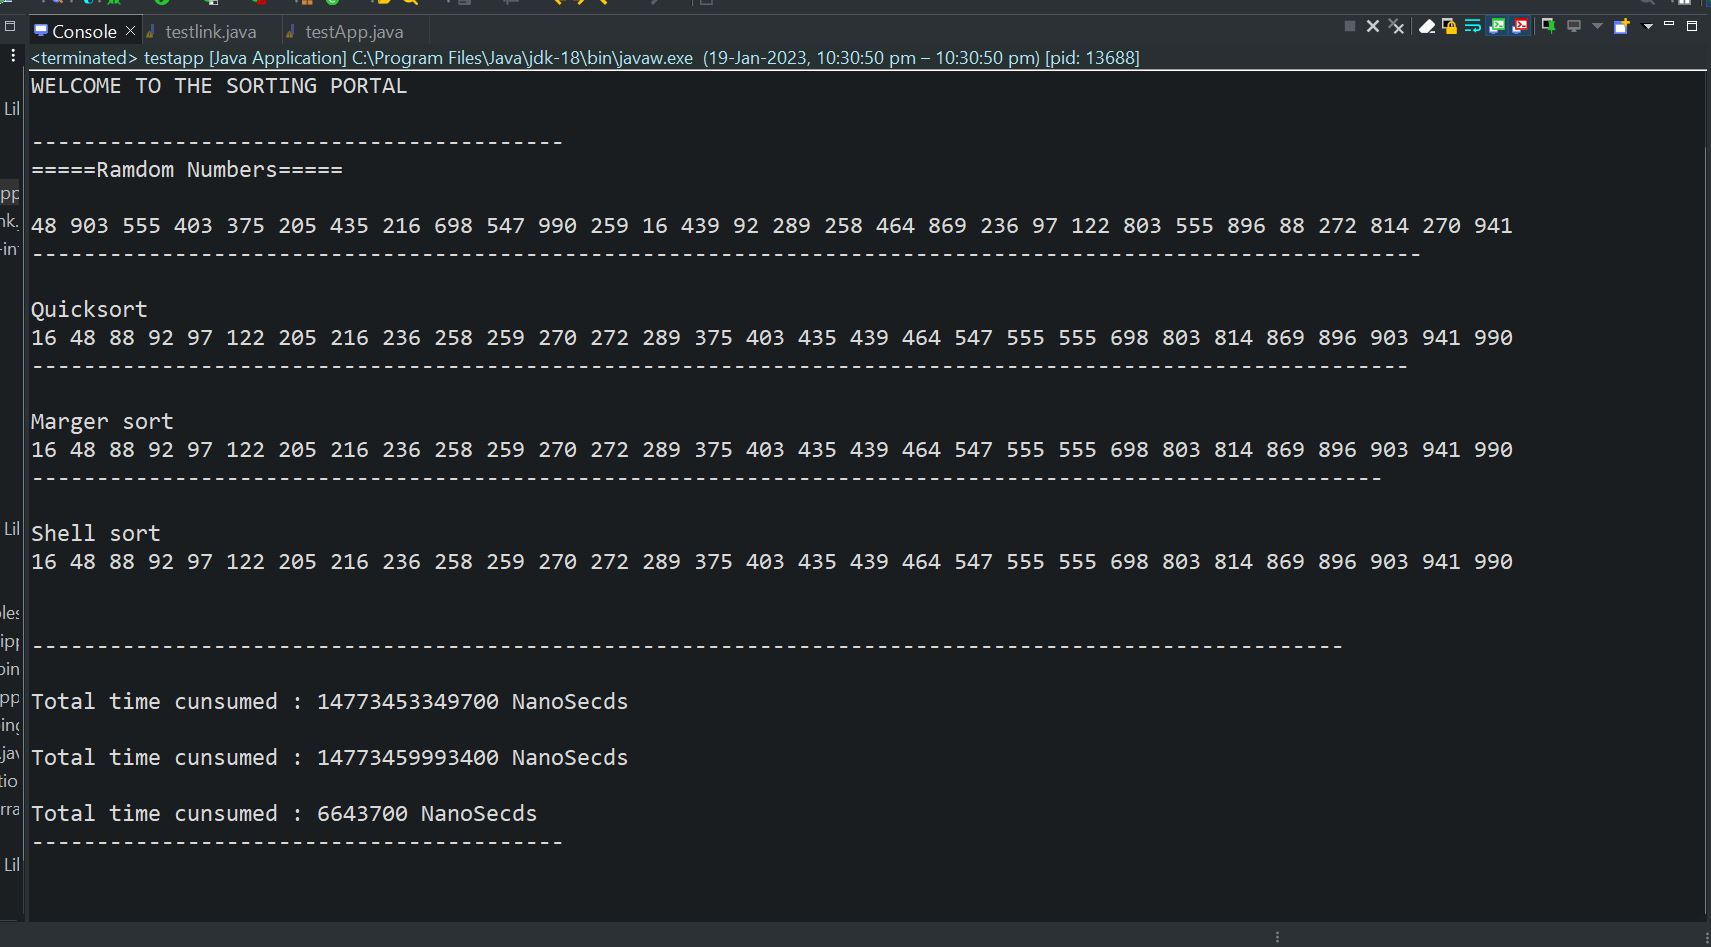 Console testlink.java testApp.java
<terminated> testapp [Java Application] C:\Program Files\Java\jdk-18\bin\javaw.exe (19-Jan-2023, 10:30:50 pm – 10:30:50 pm) [pid: 13688]
WELCOME TO THE SORTING PORTAL
-----------------------------------------
=====Ramdom Numbers=====
48 903 555 403 375 205 435 216 698 547 990 259 16 439 92 289 258 464 869 236 97 122 803 555 896 88 272 814 270 941
-----------------------------------------------------------------------------------------------------------
Quicksort
16 48 88 92 97 122 205 216 236 258 259 270 272 289 375 403 435 439 464 547 555 555 698 803 814 869 896 903 941 990
----------------------------------------------------------------------------------------------------------
Marger sort
16 48 88 92 97 122 205 216 236 258 259 270 272 289 375 403 435 439 464 547 555 555 698 803 814 869 896 903 941 990
--------------------------------------------------------------------------------------------------------
Shell sort
16 48 88 92 97 122 205 216 236 258 259 270 272 289 375 403 435 439 464 547 555 555 698 803 814 869 896 903 941 990
-----------------------------------------------------------------------------------------------------
Total time cunsumed : 14773453349700 NanoSecds
Total time cunsumed : 14773459993400 NanoSecds
Total time cunsumed : 6643700 NanoSecds
-----------------------------------------